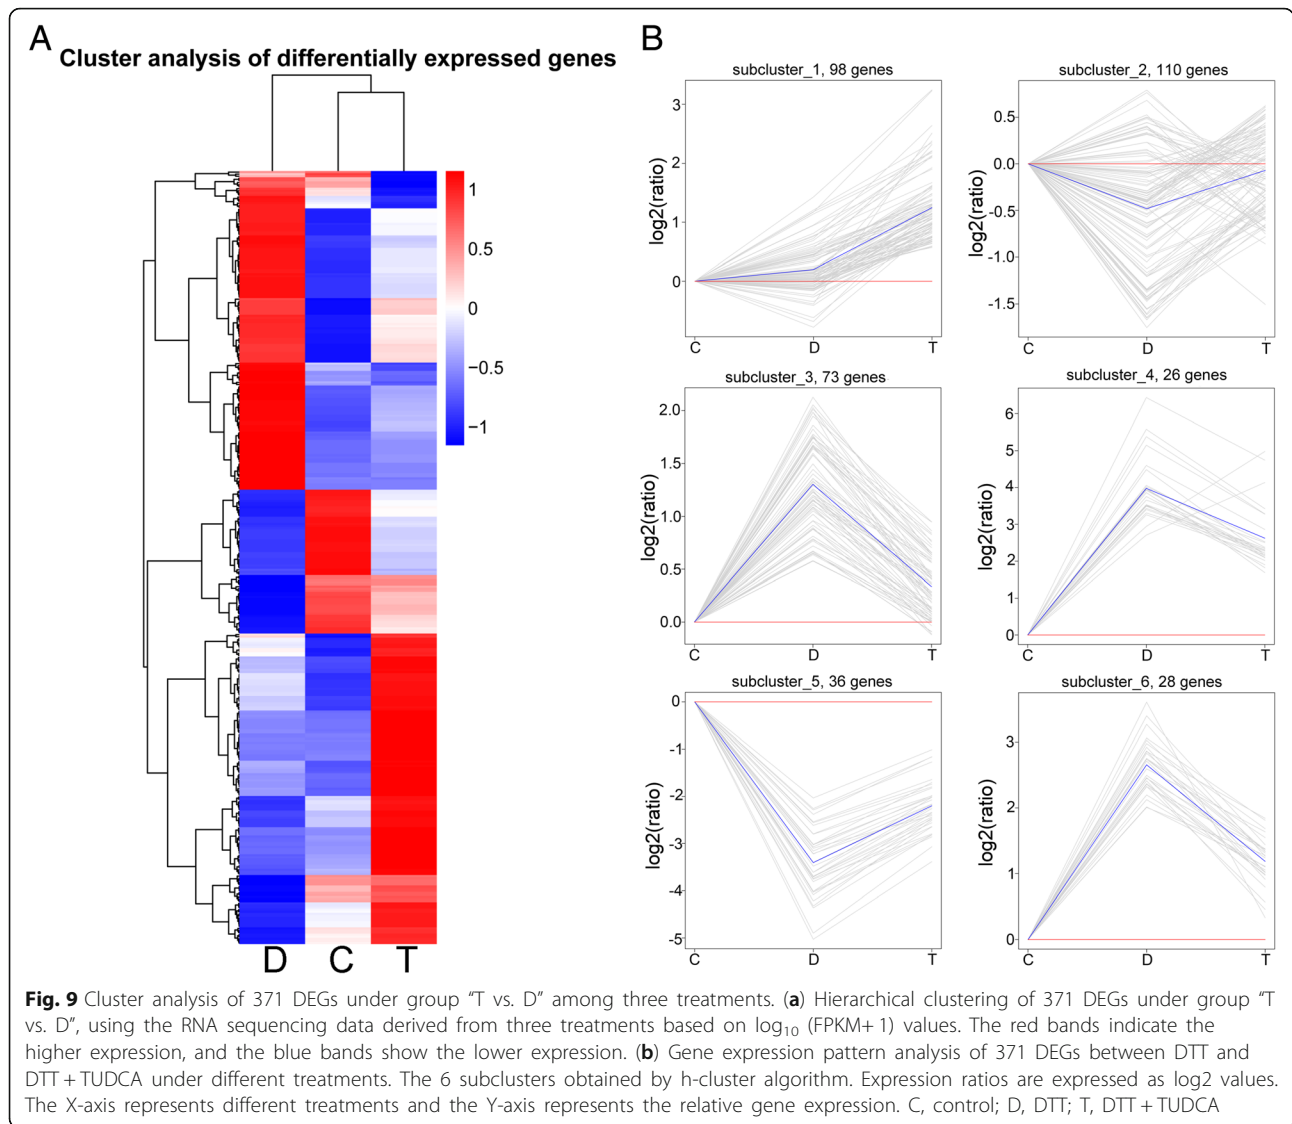 A
Cluster analysis of differentially expressed genes
1
0.5
0
−0.5
−1
D C T
B
subcluster_1, 98 genes
log2(ratio)
3
2
1
0
C D T
subcluster_2, 110 genes
log2(ratio)
0.5
0.0
-0.5
-1.0
-1.5
C D T
subcluster_3, 73 genes
log2(ratio)
2.0
1.5
1.0
0.5
0.0
C D T
subcluster_4, 26 genes
log2(ratio)
6
5
4
3
2
1
0
C D T
subcluster_5, 36 genes
log2(ratio)
0
-1
-2
-3
-4
-5
C D T
subcluster_6, 28 genes
log2(ratio)
3
2
1
0
C D T
Fig. 9 Cluster analysis of 371 DEGs under group “T vs. D” among three treatments. (a) Hierarchical clustering of 371 DEGs under group “T
vs. D”, using the RNA sequencing data derived from three treatments based on log10 (FPKM+ 1) values. The red bands indicate the
higher expression, and the blue bands show the lower expression. (b) Gene expression pattern analysis of 371 DEGs between DTT and
DTT + TUDCA under different treatments. The 6 subclusters obtained by h-cluster algorithm. Expression ratios are expressed as log2 values.
The X-axis represents different treatments and the Y-axis represents the relative gene expression. C, control; D, DTT; T, DTT + TUDCA